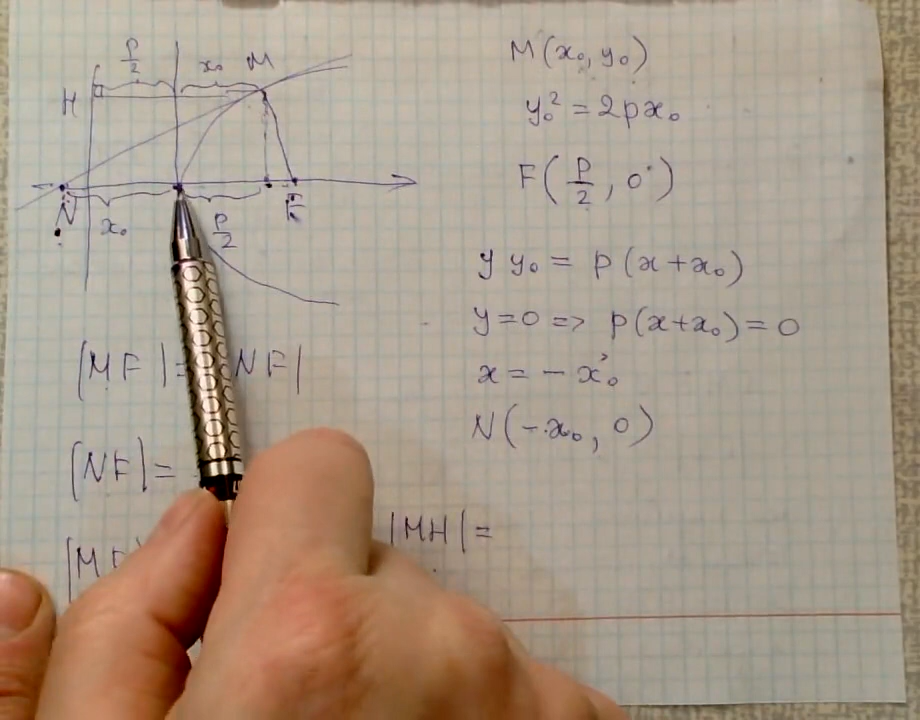 p/2 x₀ M
H
N x₀ p/2 F
M(x₀, y₀)
y₀² = 2px₀
F(p/2, 0)
yy₀ = p(x+x₀)
y=0 => p(x+x₀)=0
x = -x₀
N(-x₀, 0)
|MF|= NF|
|NF|=
|MH|=